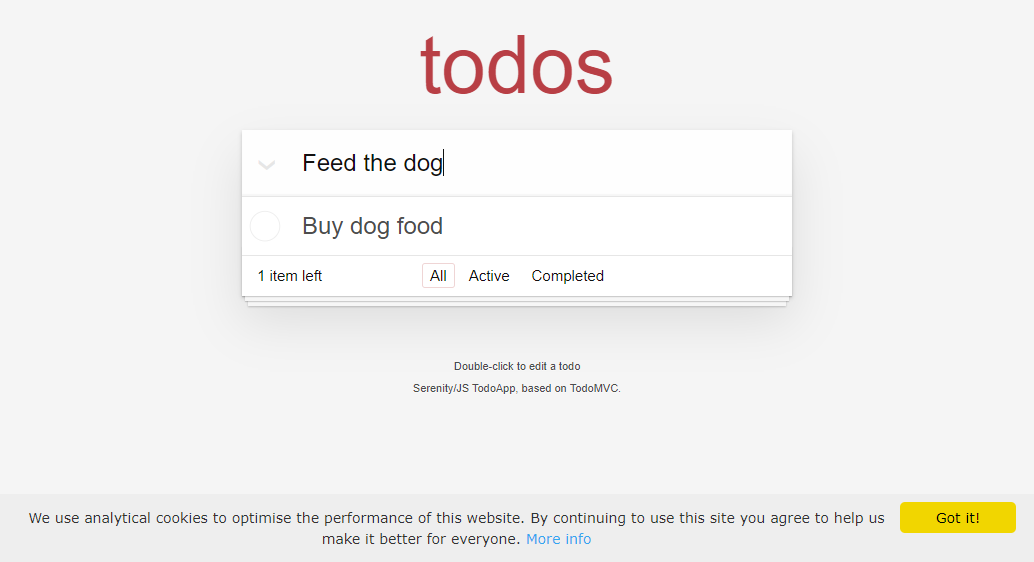 todos
Feed the dog
Buy dog food
1 item left
All
Active
Completed
Double-click to edit a todo
Serenity/JS TodoApp, based on TodoMVC.
We use analytical cookies to optimise the performance of this website. By continuing to use this site you agree to help us
make it better for everyone. More info
Got it!